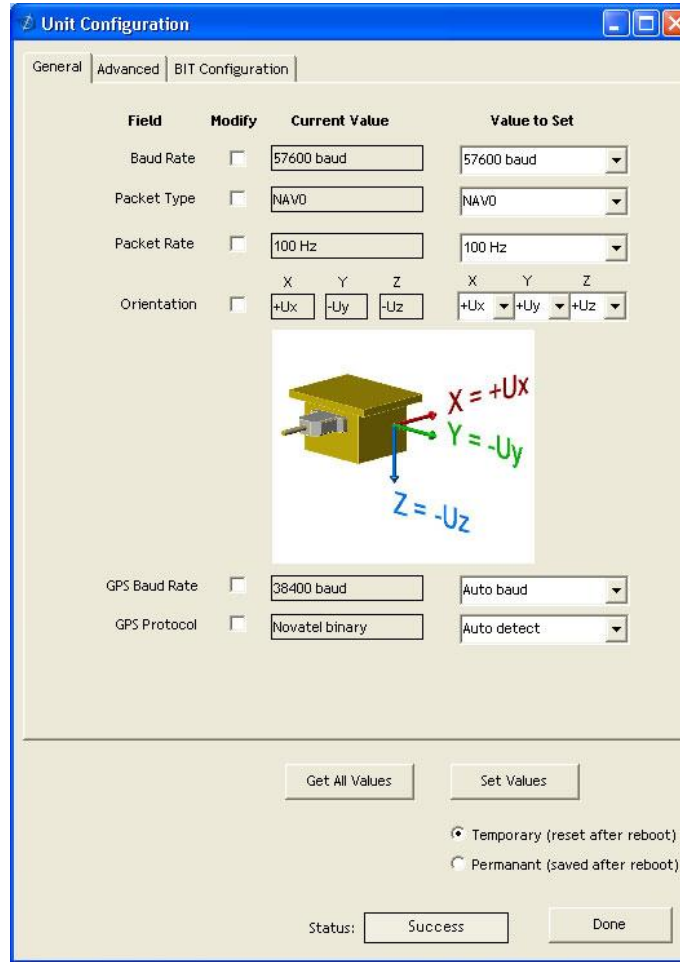 Unit Configuration
General Advanced BIT Configuration
Field Modify Current Value Value to Set
Baud Rate 57600 baud 57600 baud
Packet Type NAV0 NAV0
Packet Rate 100 Hz 100 Hz
X Y Z X Y Z
Orientation +Ux -Uy -Uz +Ux +Uy +Uz
X = +Ux
Y = -Uy
Z = -Uz
GPS Baud Rate 38400 baud Auto baud
GPS Protocol Novatel binary Auto detect
Get All Values Set Values
Temporary (reset after reboot)
Permanant (saved after reboot)
Status: Success Done